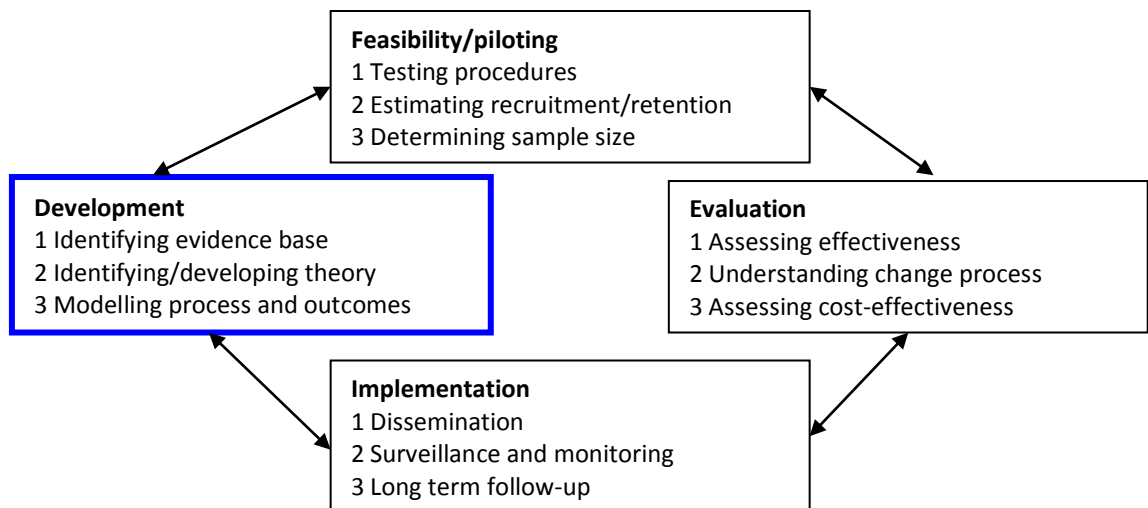 Feasibility/piloting
1 Testing procedures
2 Estimating recruitment/retention
3 Determining sample size
Development
1 Identifying evidence base
2 Identifying/developing theory
3 Modelling process and outcomes
Evaluation
1 Assessing effectiveness
2 Understanding change process
3 Assessing cost-effectiveness
Implementation
1 Dissemination
2 Surveillance and monitoring
3 Long term follow-up